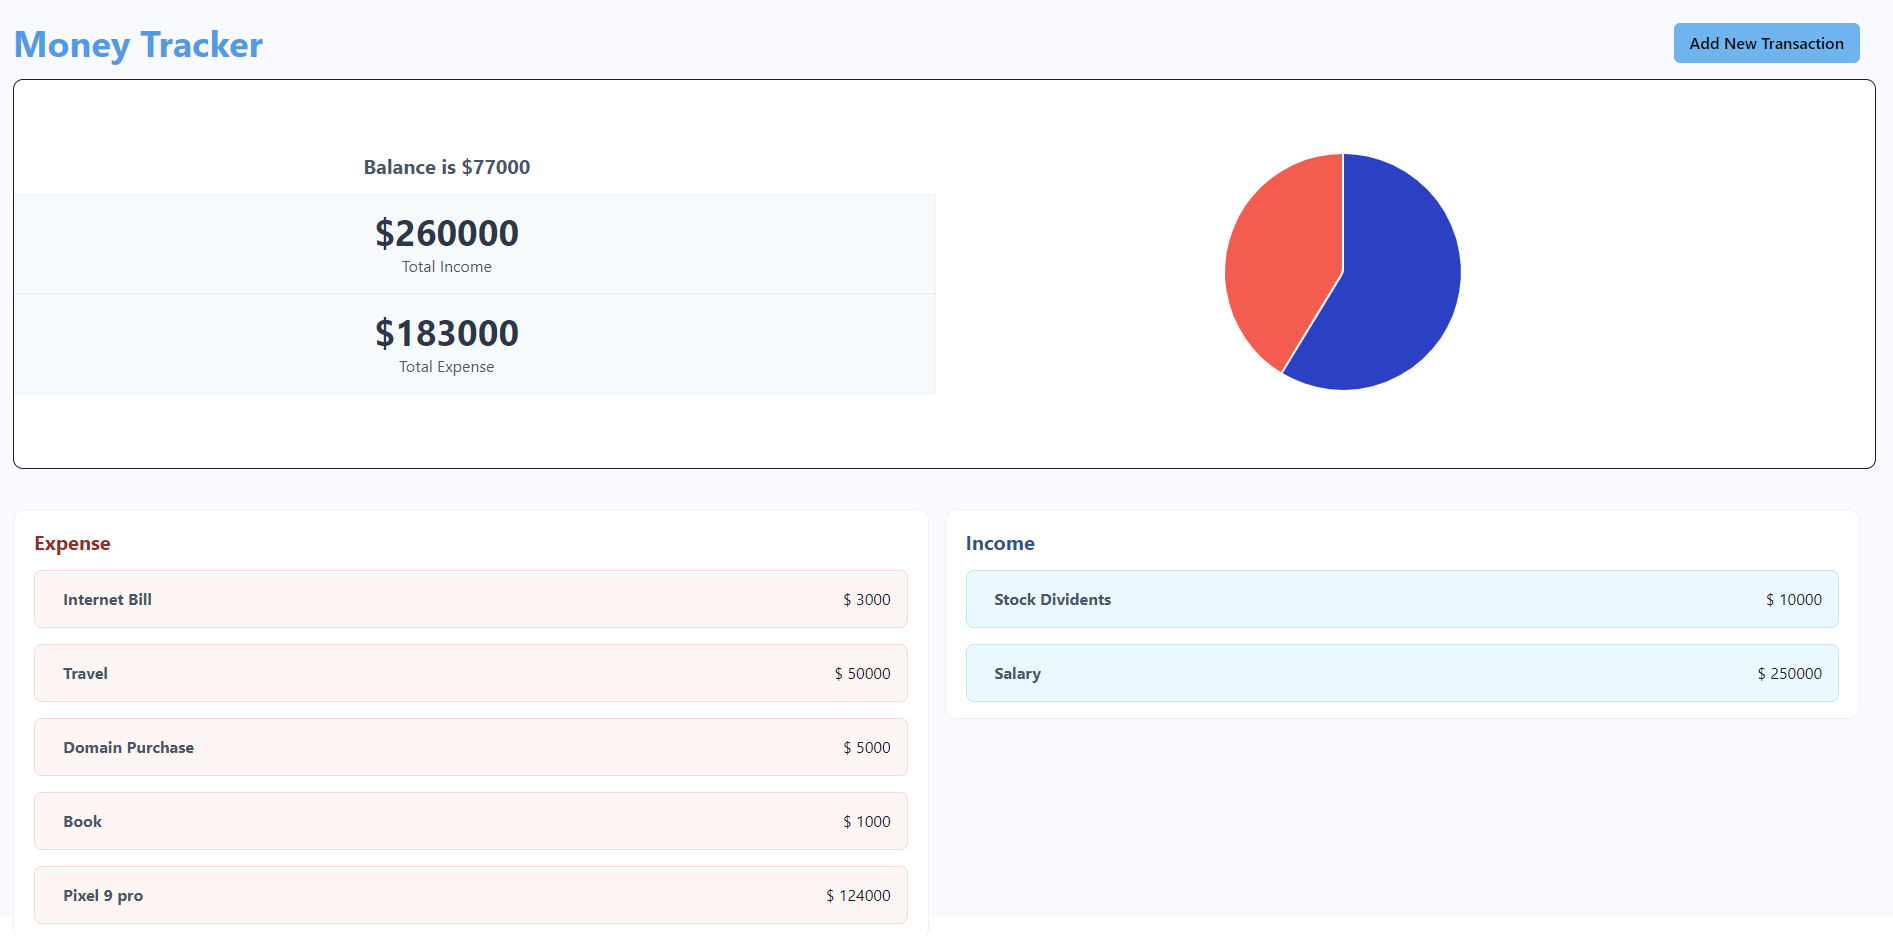 Money Tracker
Add New Transaction
Balance is $77000
$260000
Total Income
$183000
Total Expense
Expense
Internet Bill $ 3000
Travel $ 50000
Domain Purchase $ 5000
Book $ 1000
Pixel 9 pro $ 124000
Income
Stock Dividents $ 10000
Salary $ 250000